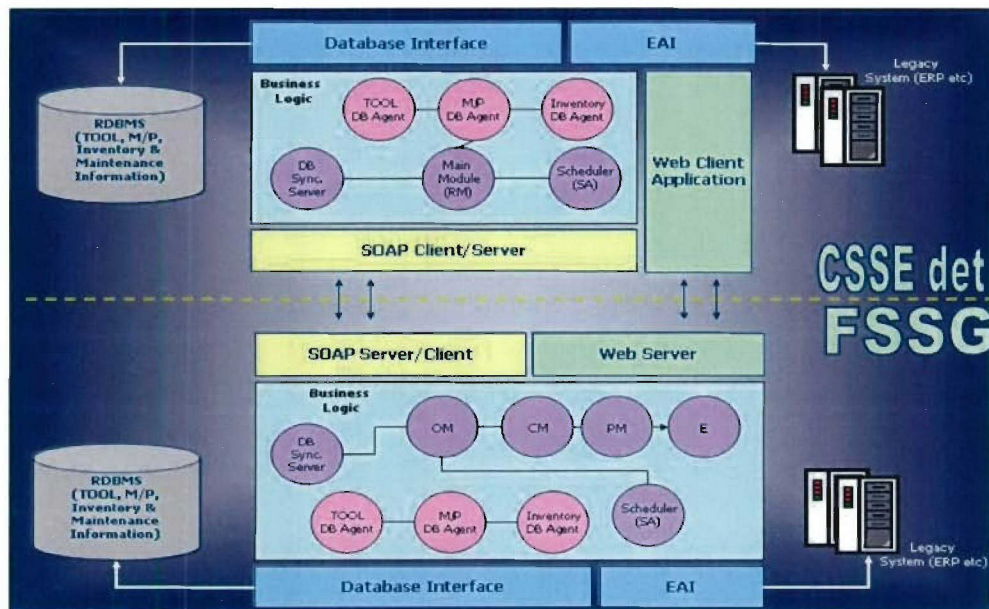 Database Interface
EAI
Legacy
System (ERP etc)
RDBMS
(TOOL, M/P,
Inventory &
Maintenance
Information)
Business
Logic
TOOL
DB Agent
M/P
DB Agent
Inventory
DB Agent
DB
Sync.
Server
Main
Module
(RM)
Scheduler
(SA)
Web Client
Application
SOAP Client/Server
CSSE det
FSSG
SOAP Server/Client
Web Server
Business
Logic
DB
Sync.
Server
OM
CM
PM
E
Scheduler
(SA)
TOOL
DB Agent
M/P
DB Agent
Inventory
DB Agent
RDBMS
(TOOL, M/P,
Inventory &
Maintenance
Information)
Legacy
System (ERP etc)
Database Interface
EAI